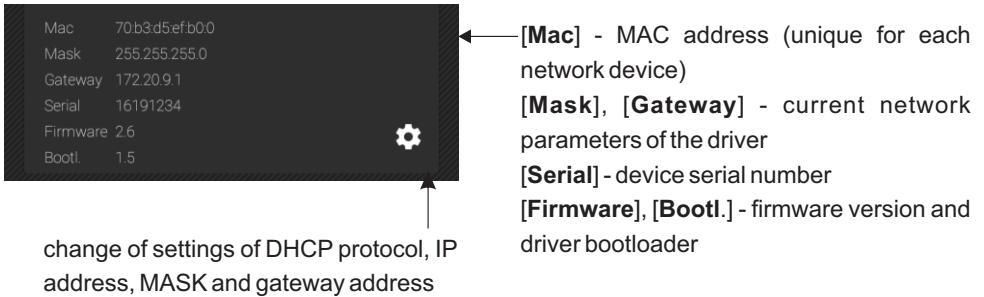 Mac 70:b3:d5:ef:b0:0
Mask 255.255.255.0
Gateway 172.20.9.1
Serial 16191234
Firmware 2.6
Bootl. 1.5
[Mac] - MAC address (unique for each
network device)
[Mask], [Gateway] - current network
parameters of the driver
[Serial] - device serial number
[Firmware], [Bootl.] - firmware version and
driver bootloader
change of settings of DHCP protocol, IP
address, MASK and gateway address